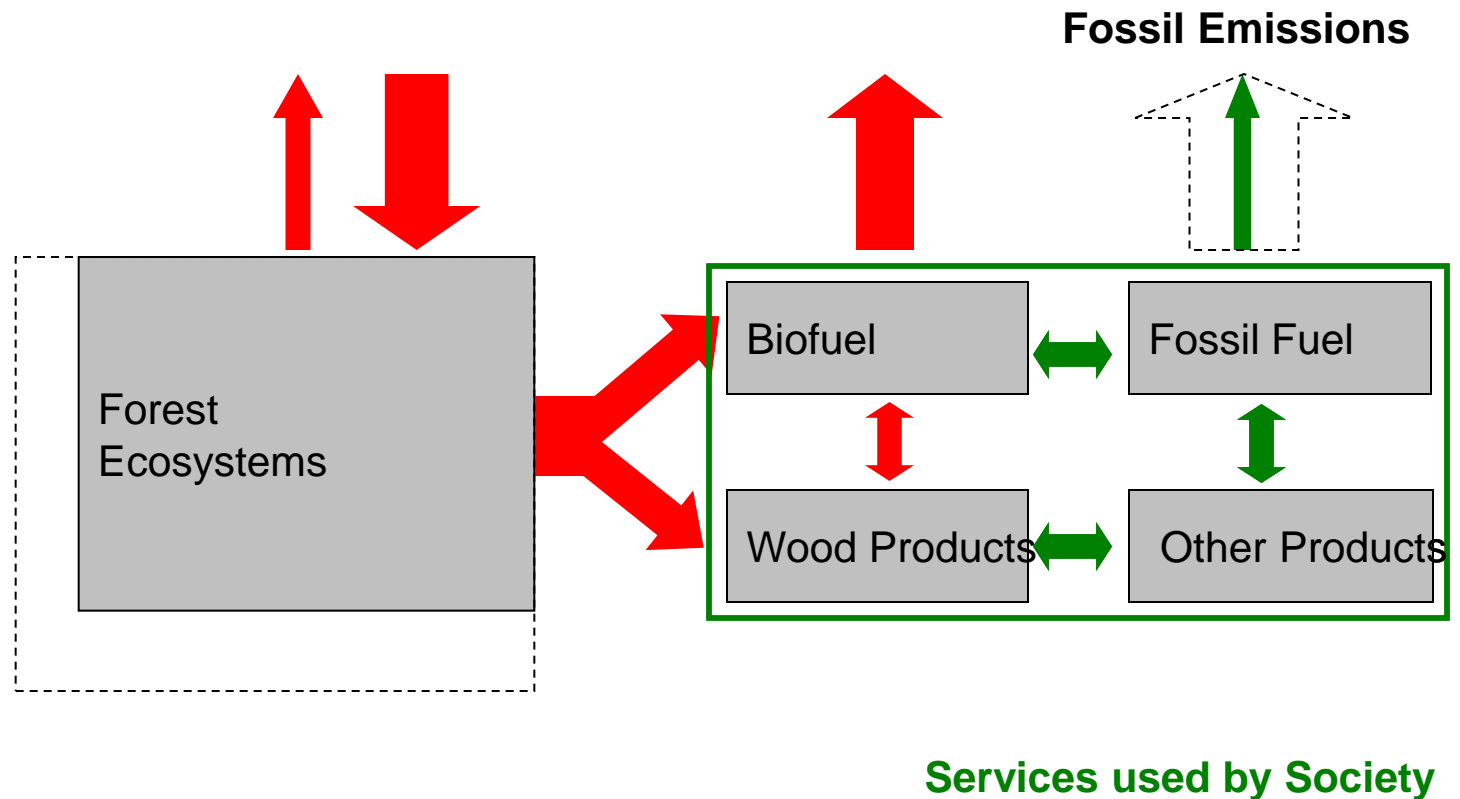 Fossil Emissions
Biofuel
Fossil Fuel
Forest
Ecosystems
Wood Products
Other Products
Services used by Society